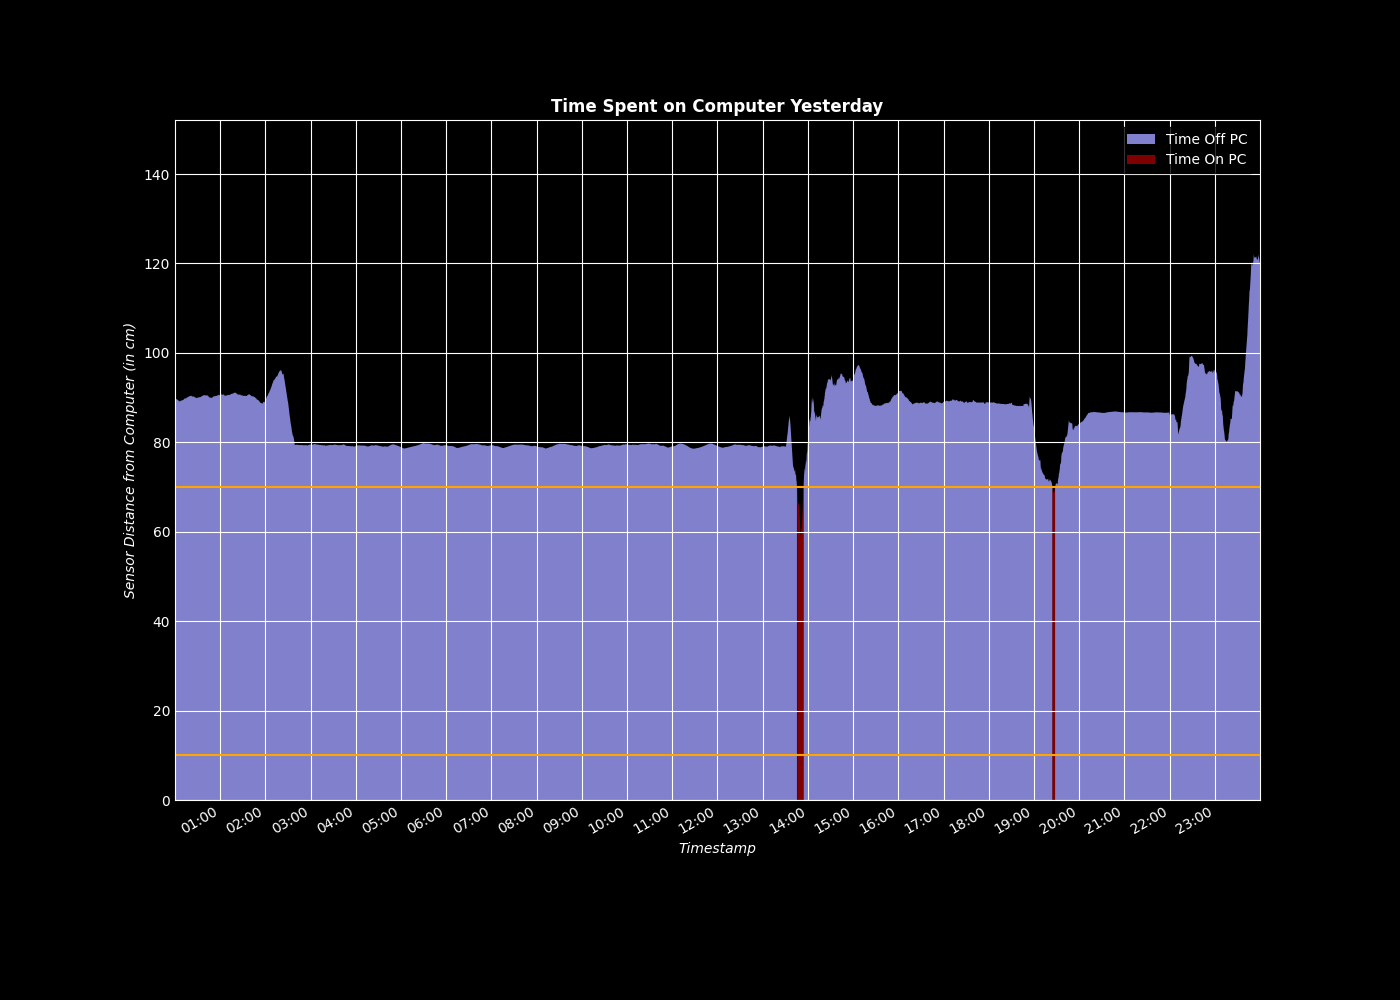 Time Spent on Computer Yesterday
Time Off PC
Time On PC
140
120
100
80
60
40
20
0
Sensor Distance from Computer (in cm)
01:00 02:00 03:00 04:00 05:00 06:00 07:00 08:00 09:00 10:00 11:00 12:00 13:00 14:00 15:00 16:00 17:00 18:00 19:00 20:00 21:00 22:00 23:00
Timestamp